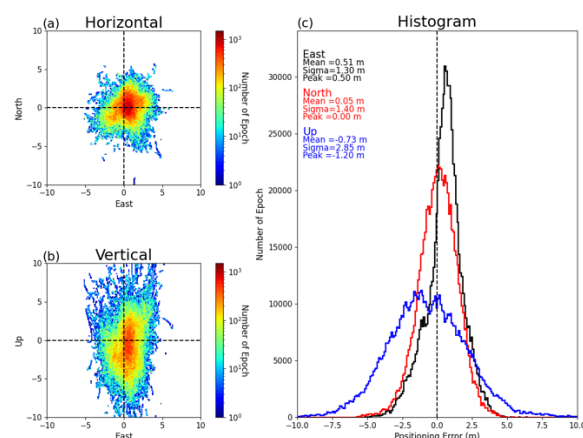 (a) Horizontal
10
5
0
−5
−10
North
−10 −5 0 5 10
East
10³
10²
10¹
10⁰
Number of Epoch
(b) Vertical
10
5
0
−5
−10
Up
−10 −5 0 5 10
East
10³
10²
10¹
10⁰
Number of Epoch
(c) Histogram
East
Mean =0.51 m
Sigma =1.30 m
Peak =0.50 m
North
Mean =0.05 m
Sigma =1.40 m
Peak =0.00 m
Up
Mean =-0.73 m
Sigma =2.85 m
Peak =-1.20 m
30000
25000
20000
15000
10000
5000
0
Number of Epoch
−10.0 −7.5 −5.0 −2.5 0.0 2.5 5.0 7.5 10.0
Positioning Error (m)